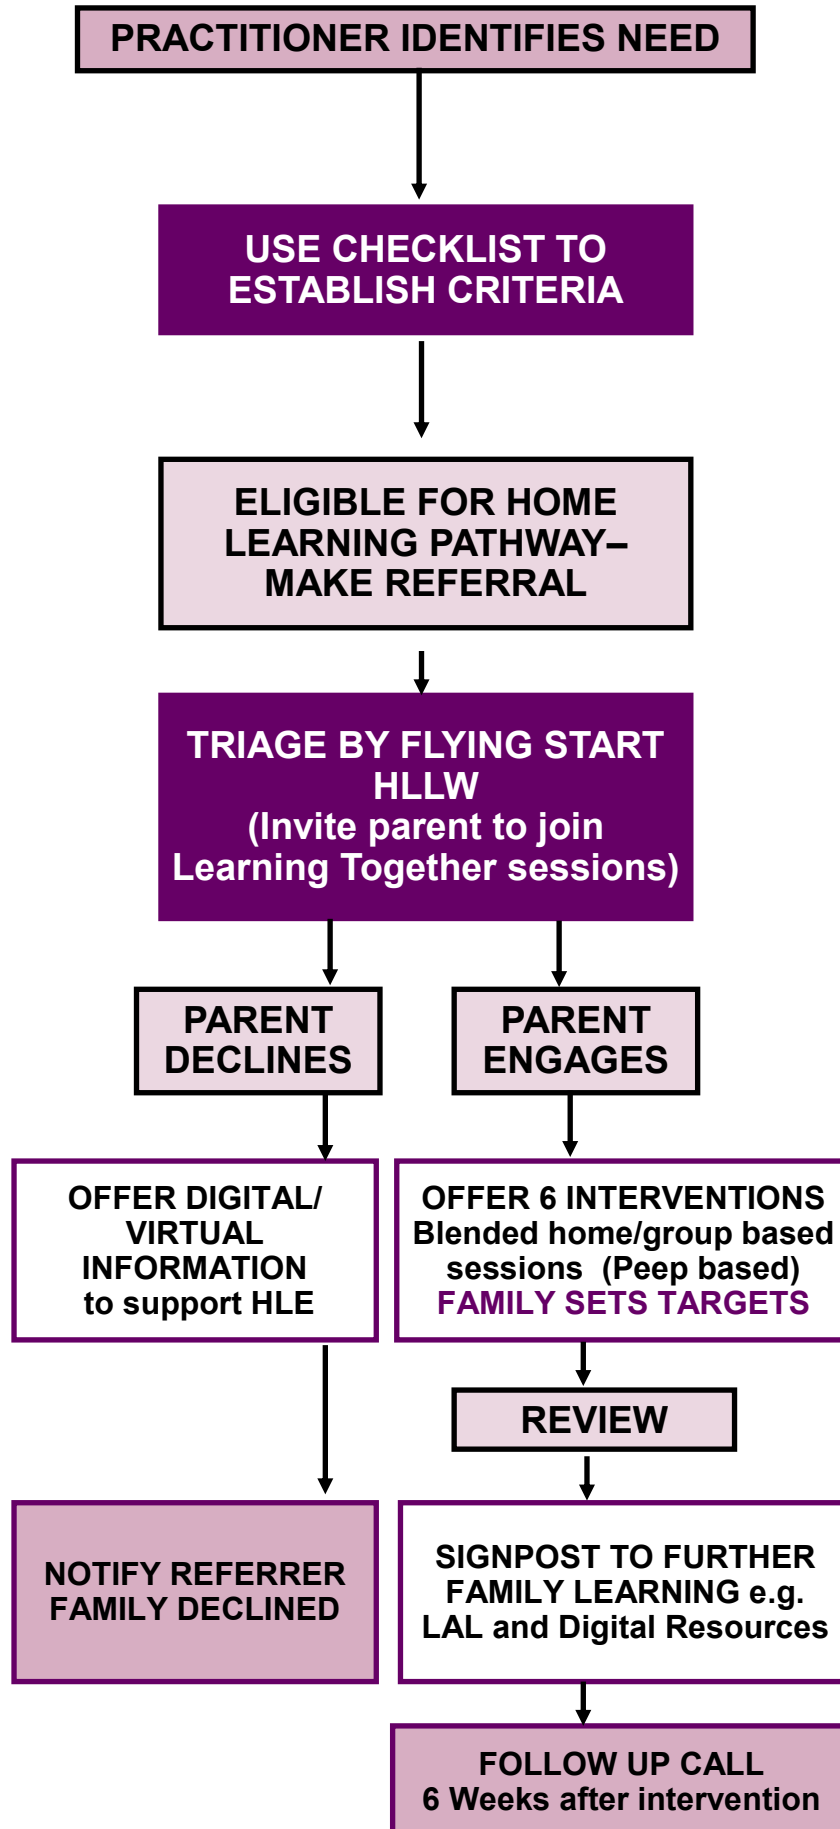 PRACTITIONER IDENTIFIES NEED
USE CHECKLIST TO
ESTABLISH CRITERIA
ELIGIBLE FOR HOME
LEARNING PATHWAY–
MAKE REFERRAL
TRIAGE BY FLYING START
HLLW
(Invite parent to join
Learning Together sessions)
PARENT
DECLINES
PARENT
ENGAGES
OFFER DIGITAL/
VIRTUAL
INFORMATION
to support HLE
OFFER 6 INTERVENTIONS
Blended home/group based
sessions (Peep based)
FAMILY SETS TARGETS
REVIEW
NOTIFY REFERRER
FAMILY DECLINED
SIGNPOST TO FURTHER
FAMILY LEARNING e.g.
LAL and Digital Resources
FOLLOW UP CALL
6 Weeks after intervention